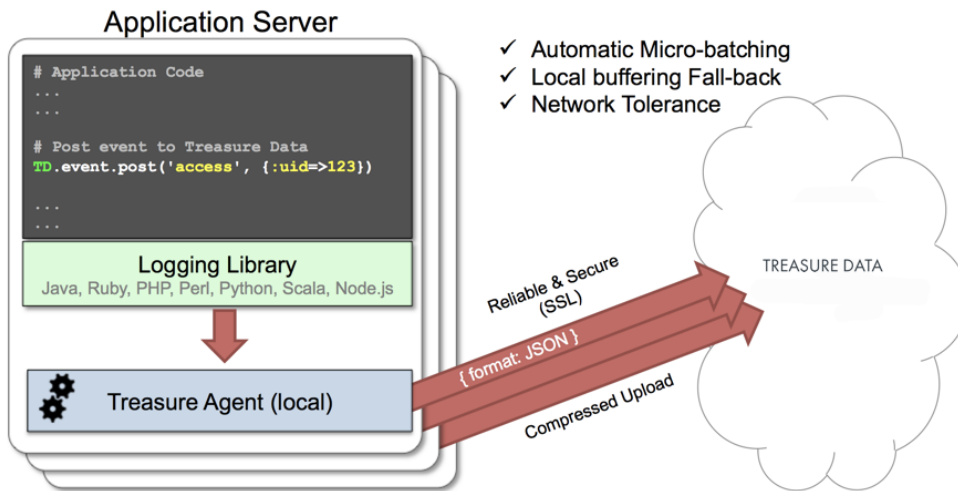 Application Server
# Application Code
...
...
# Post event to Treasure Data
TD.event.post('access', {:uid=>123})
...
...
Logging Library
Java, Ruby, PHP, Perl, Python, Scala, Node.js
Treasure Agent (local)
✓ Automatic Micro-batching
✓ Local buffering Fall-back
✓ Network Tolerance
Reliable & Secure
(SSL)
{ format: JSON }
Compressed Upload
TREASURE DATA